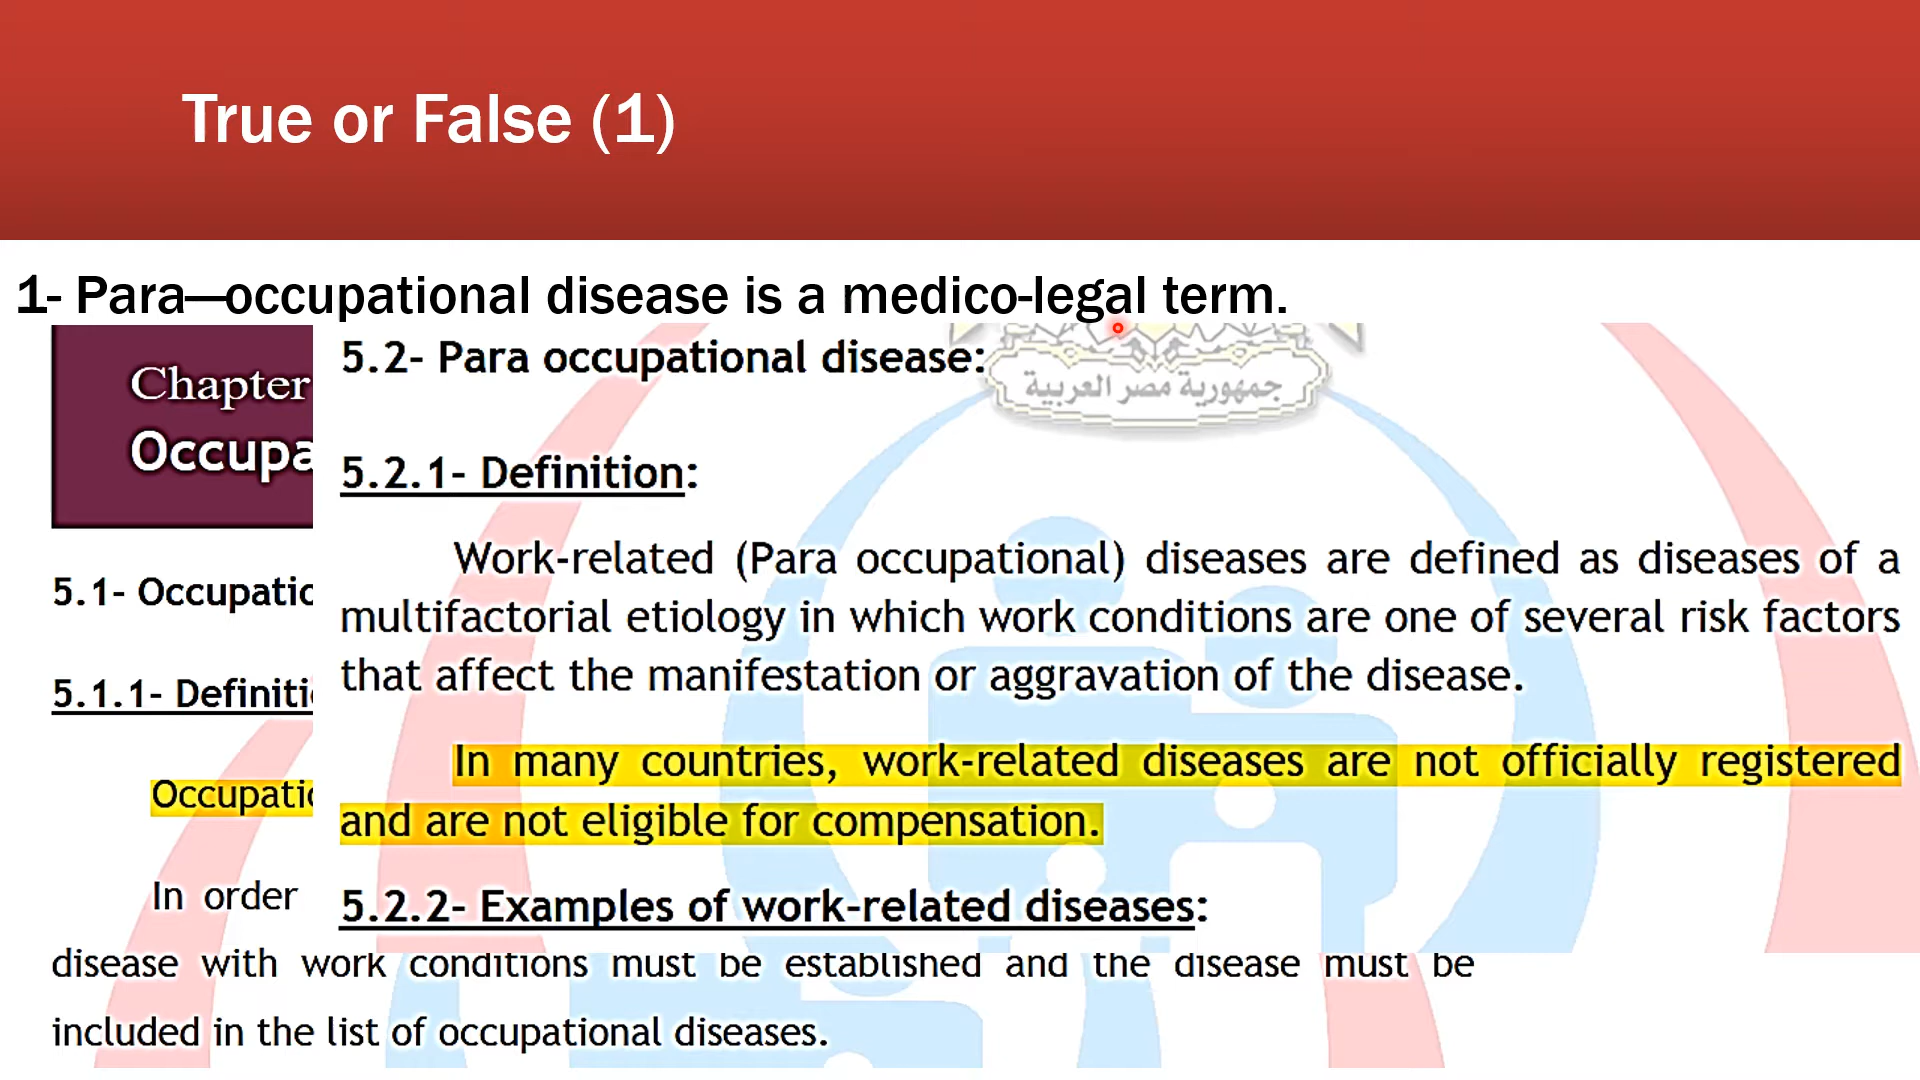 True or False (1)
1- Para—occupational disease is a medico-legal term.
Chapter
Occupa
5.1- Occupatio
5.1.1- Definiti
Occupatio
In order
disease with work conditions must be established and the disease must be
included in the list of occupational diseases.
جمهورية مصر العربية
5.2- Para occupational disease:
5.2.1- Definition:
Work-related (Para occupational) diseases are defined as diseases of a
multifactorial etiology in which work conditions are one of several risk factors
that affect the manifestation or aggravation of the disease.
In many countries, work-related diseases are not officially registered
and are not eligible for compensation.
5.2.2- Examples of work-related diseases: